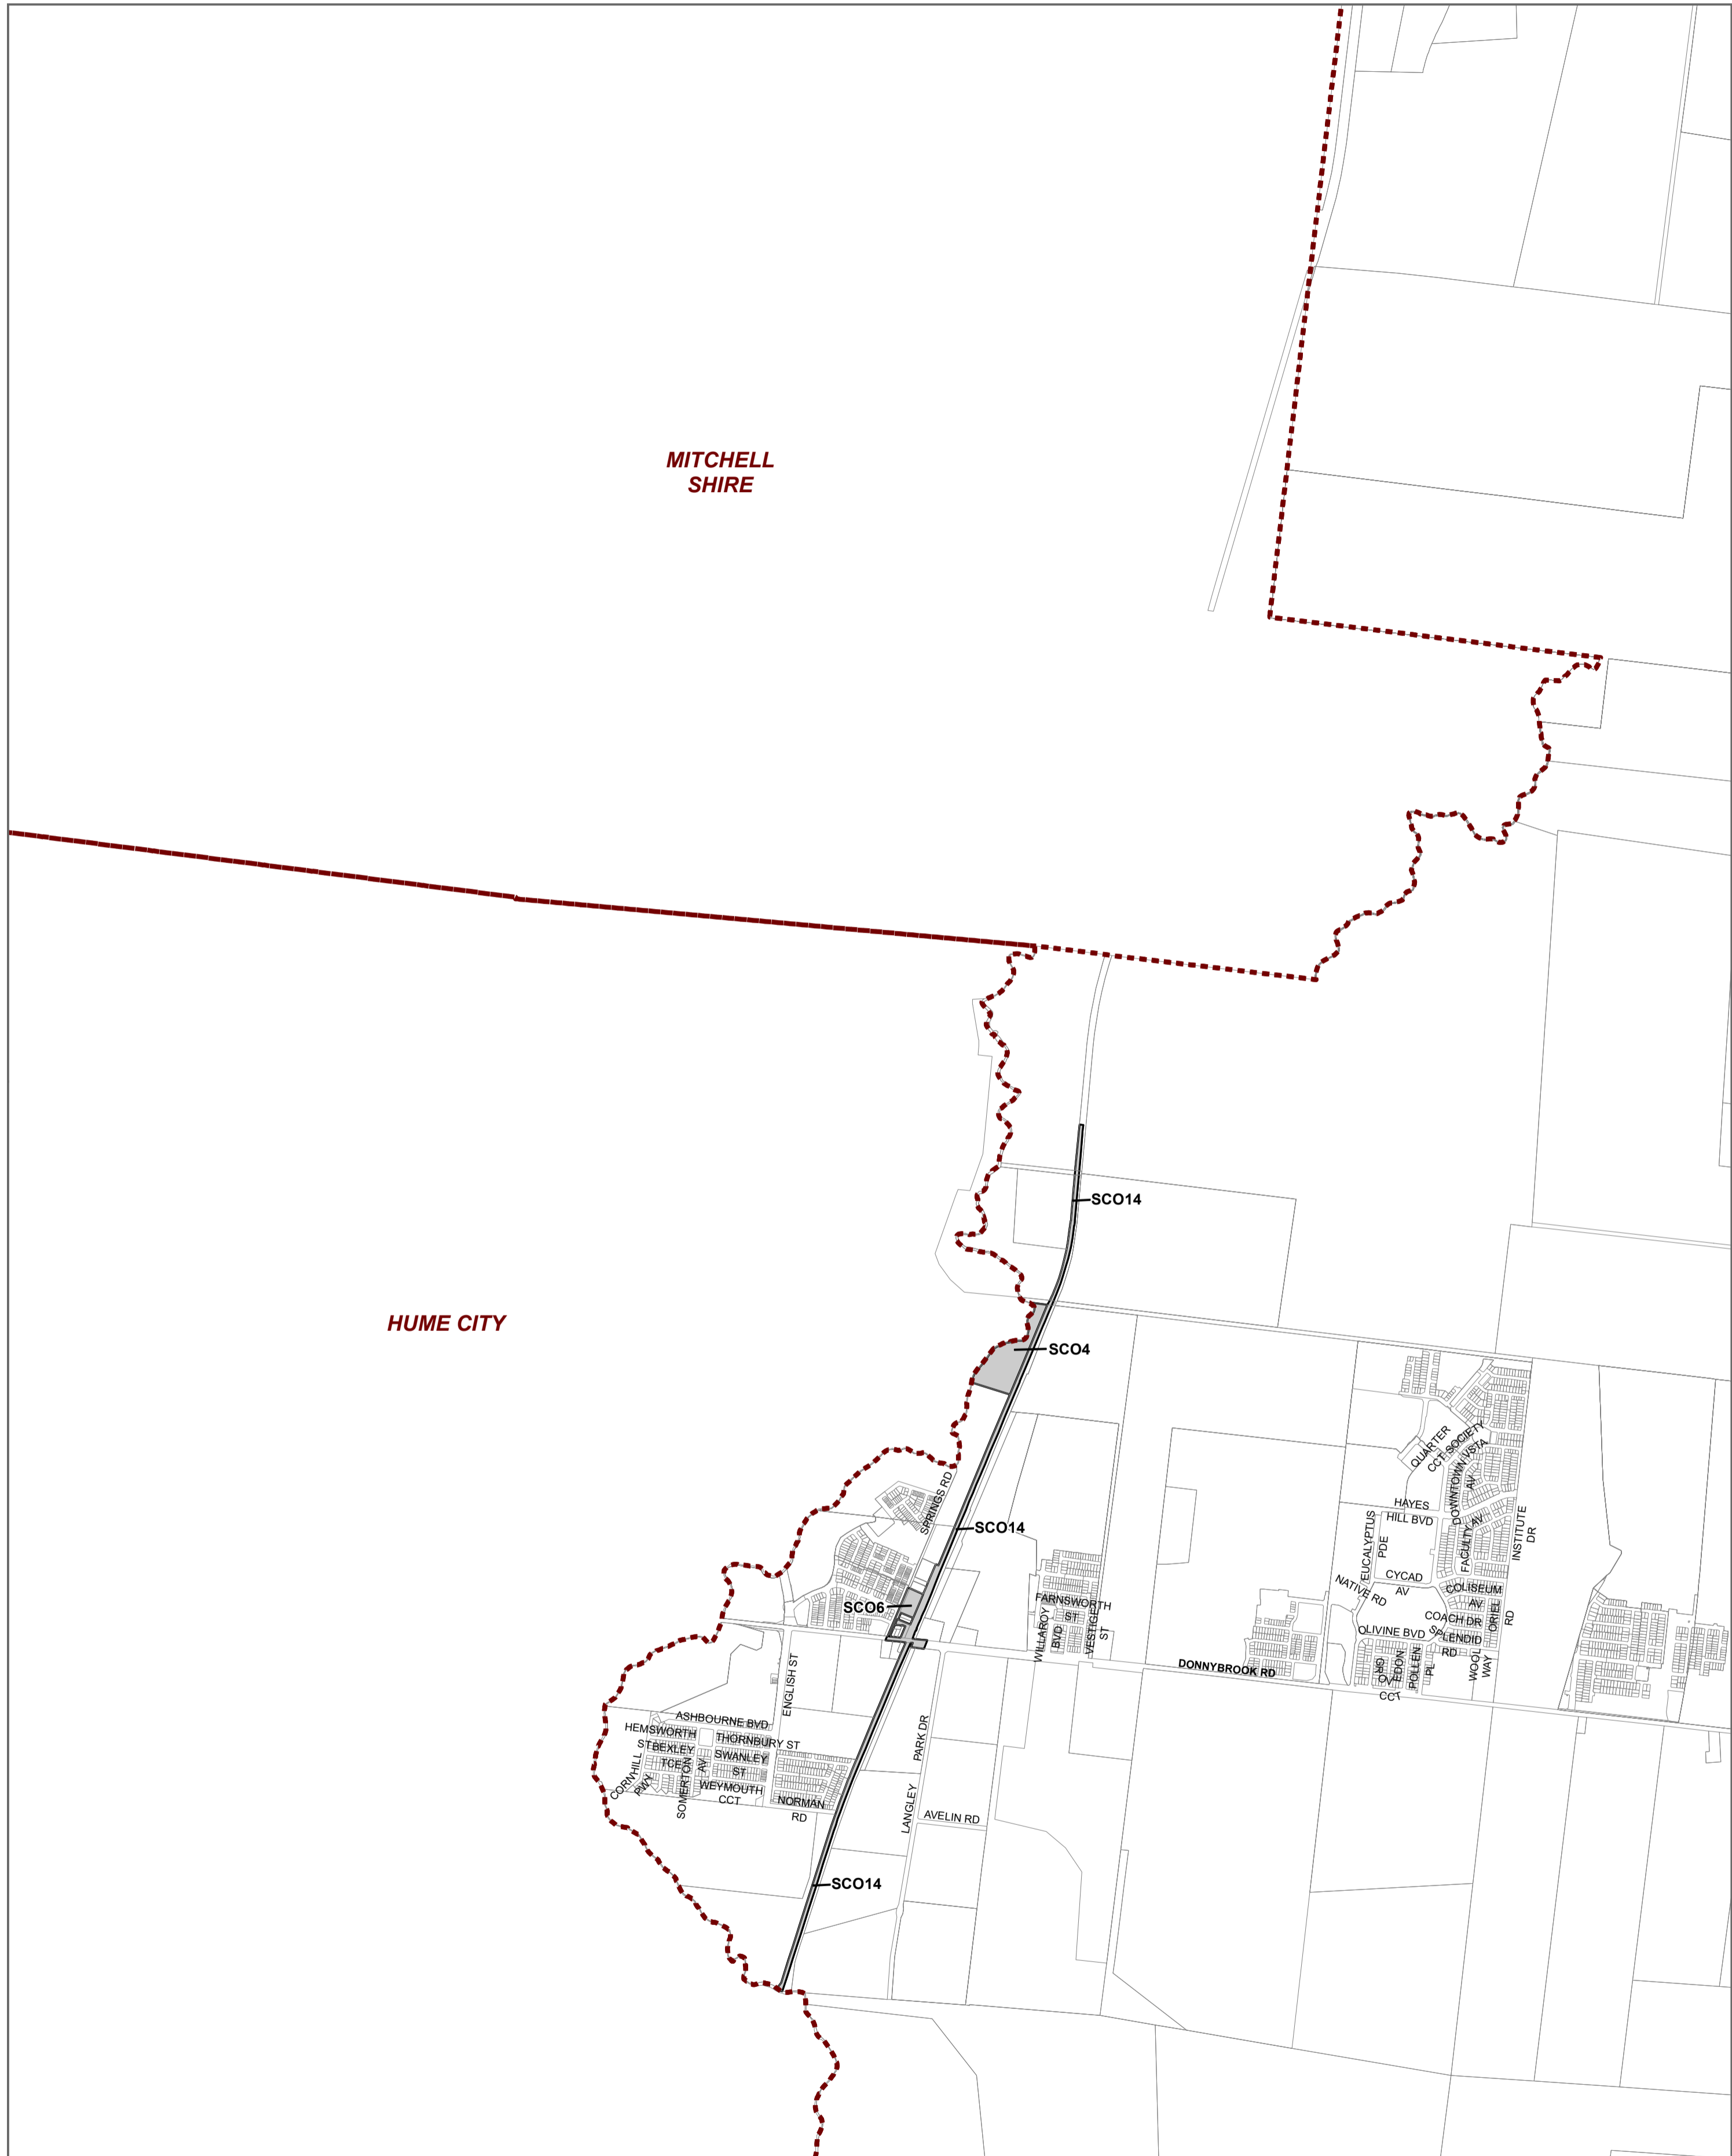 MITCHELL
SHIRE
HUME CITY
SCO14
SCO4
SPRINGS RD
SCO14
SCO6
QUARTER
CCT
SOCIETY
DOWNTOWN
VSTA
AV
HAYES
HILL BVD
EUCALYPTUS
PDE
FACULTY AV
INSTITUTE
DR
CYCAD
AV
NATIVE RD
COLISEUM
AV
COACH DR
ORIEL
RD
OLIVINE BVD
SPLENDID
RD
WOOL
WAY
POLLEN
PL
GRO
CCT
FARNSWORTH
ST
WILLAROY
BVD
VESTIGE
ST
DONNYBROOK RD
ENGLISH ST
ASHBOURNE BVD
HEMSWORTH
ST
THORNBURY ST
BEXLEY
TCE
SWANLEY
ST
SOMERTON
AV
WEYMOUTH
CCT
CORNHILL
PWY
NORMAN
RD
PARK DR
LANGLEY
AVELIN RD
SCO14